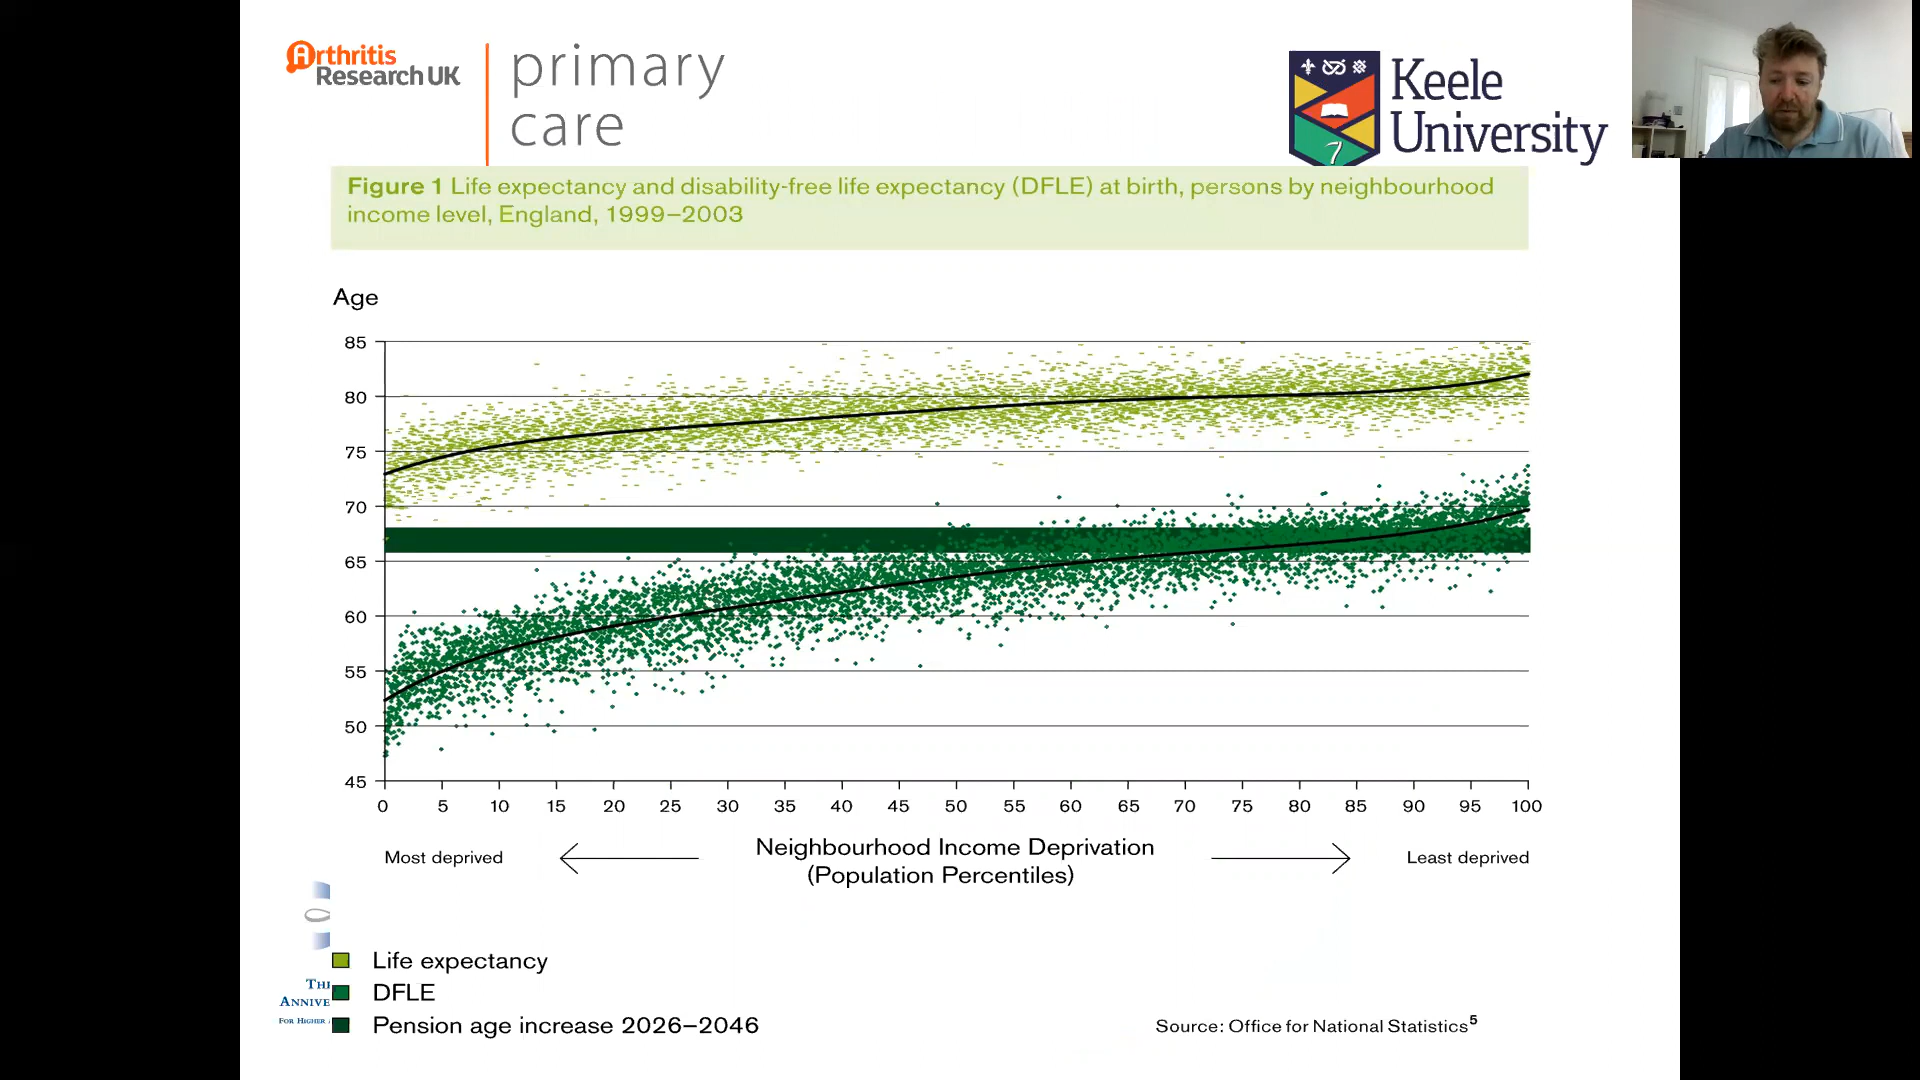 Arthritis
Research UK
primary
care
Keele
University
Figure 1 Life expectancy and disability-free life expectancy (DFLE) at birth, persons by neighbourhood
income level, England, 1999–2003
Age
85
80
75
70
65
60
55
50
45
0 5 10 15 20 25 30 35 40 45 50 55 60 65 70 75 80 85 90 95 100
Most deprived
Neighbourhood Income Deprivation
(Population Percentiles)
Least deprived
Life expectancy
THI
DFLE
ANNIVE
FOR HIGHER
Pension age increase 2026–2046
Source: Office for National Statistics⁵